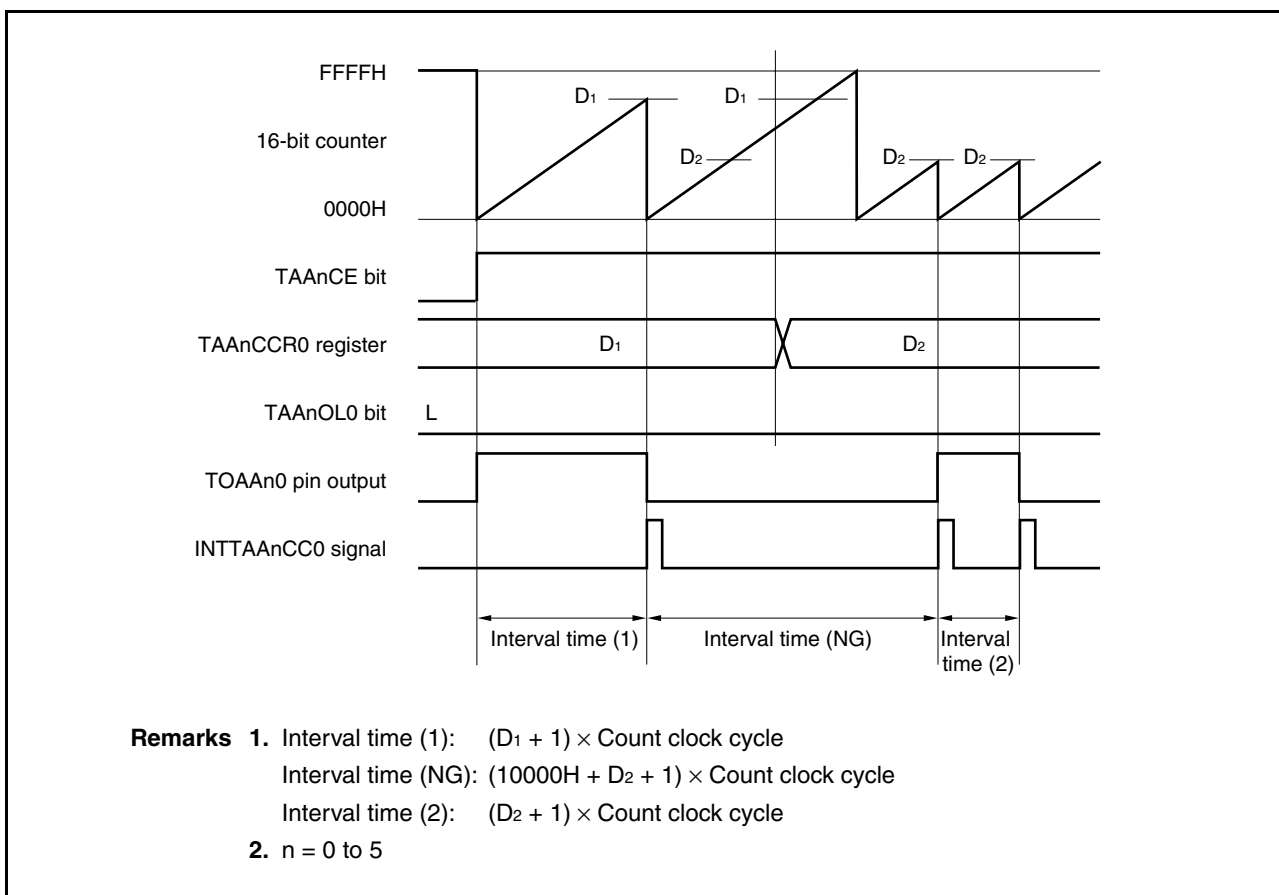 FFFFH
D1
D1
16-bit counter
D2
D2
D2
0000H
TAAnCE bit
TAAnCCR0 register
D1
D2
TAAnOL0 bit
L
TOAAn0 pin output
INTTAAnCC0 signal
Interval time (1)
Interval time (NG)
Interval
time (2)
Remarks 1. Interval time (1): (D1 + 1) × Count clock cycle
Interval time (NG): (10000H + D2 + 1) × Count clock cycle
Interval time (2): (D2 + 1) × Count clock cycle
2. n = 0 to 5